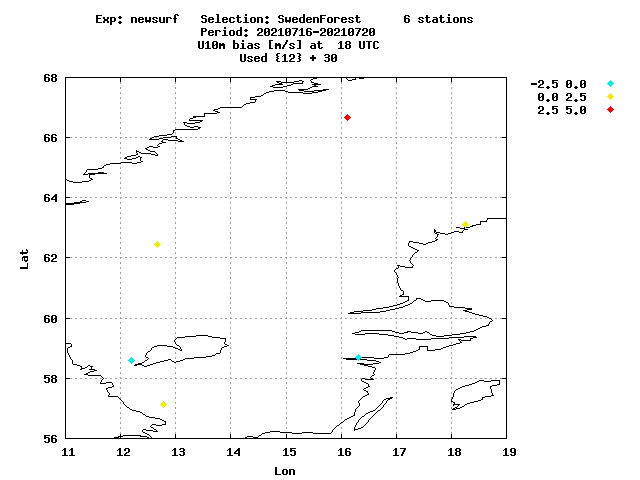 Exp: newsurf Selection: SwedenForest 6 stations
Period: 20210716-20210720
U10m bias [m/s] at 18 UTC
Used {12} + 30
-2.5 0.0
0.0 2.5
2.5 5.0
68
66
64
62
60
58
56
Lat
11 12 13 14 15 16 17 18 19
Lon